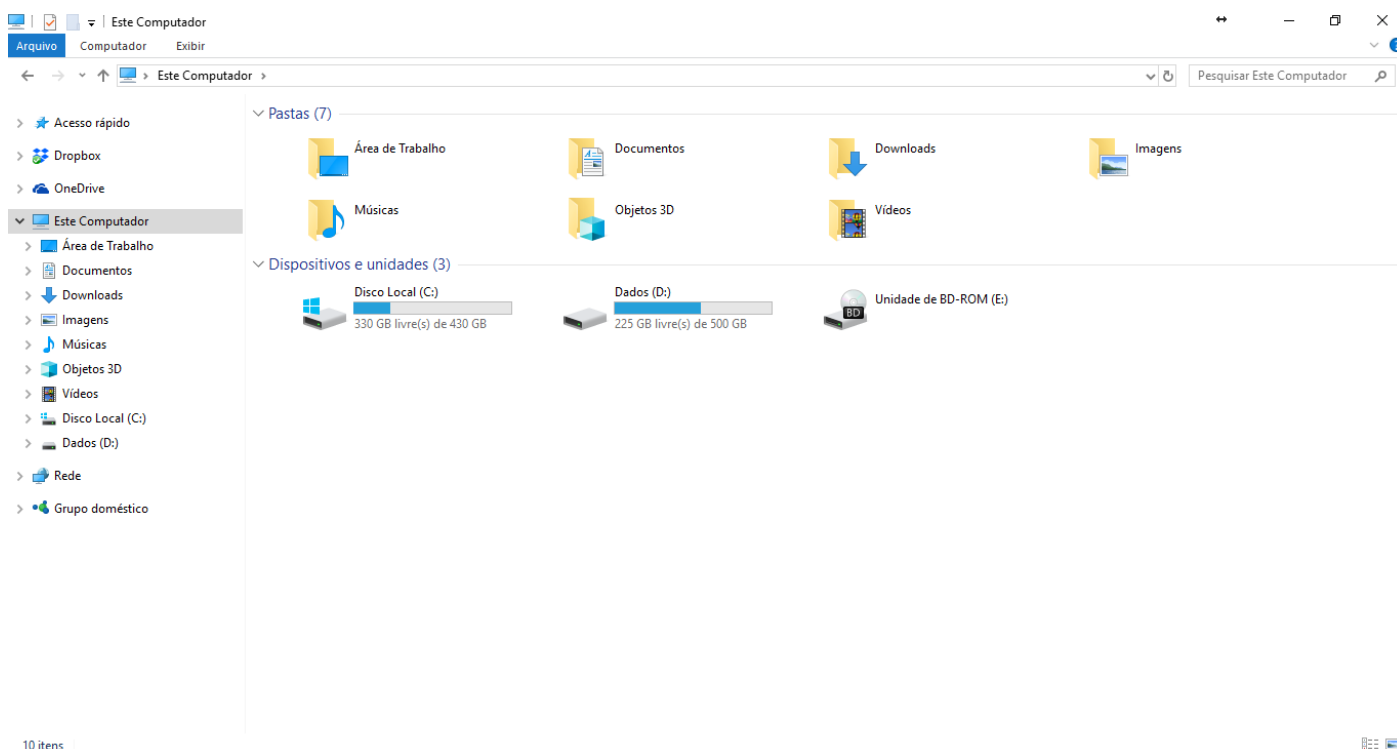 Este Computador
Arquivo Computador Exibir
Este Computador
Pesquisar Este Computador
Acesso rápido
Dropbox
OneDrive
Este Computador
Área de Trabalho
Documentos
Downloads
Imagens
Músicas
Objetos 3D
Vídeos
Disco Local (C:)
Dados (D:)
Rede
Grupo doméstico
Pastas (7)
Área de Trabalho
Documentos
Downloads
Imagens
Músicas
Objetos 3D
Vídeos
Dispositivos e unidades (3)
Disco Local (C:)
330 GB livre(s) de 430 GB
Dados (D:)
225 GB livre(s) de 500 GB
BD
Unidade de BD-ROM (E:)
10 itens